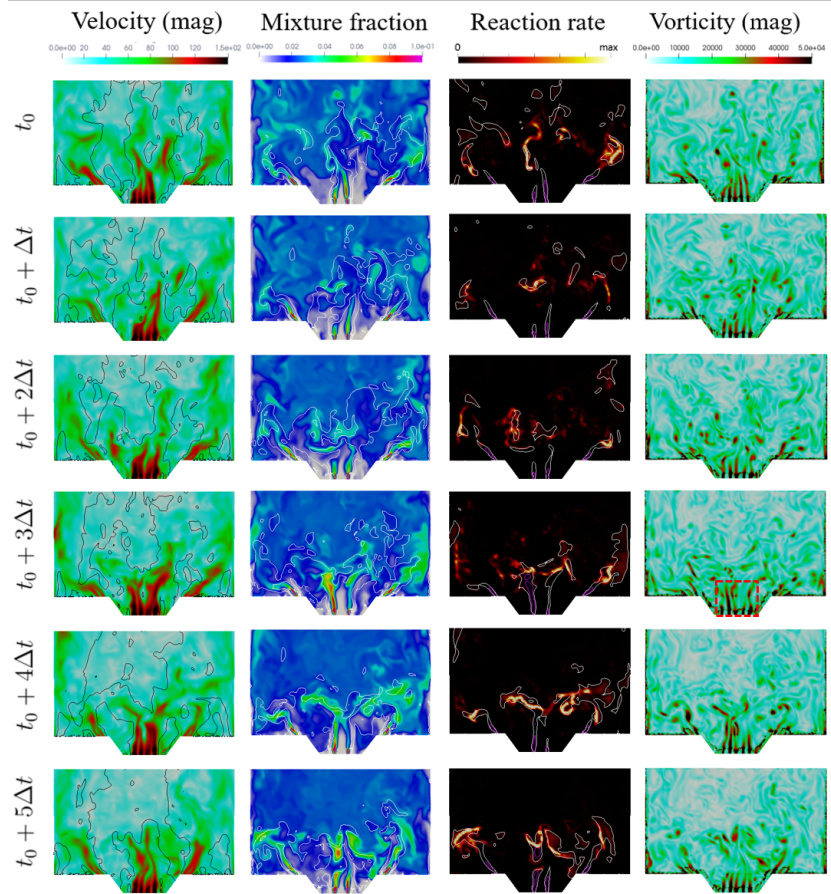 Velocity (mag) Mixture fraction Reaction rate Vorticity (mag)
0.0e+00 20 40 60 80 100 120 1.5e+02 0.0e+00 0.02 0.04 0.06 0.08 1.0e-01 0 max 0.0e+00 10000 20000 30000 40000 5.0e+04
t₀
t₀ + Δt
t₀ + 2Δt
t₀ + 3Δt
t₀ + 4Δt
t₀ + 5Δt